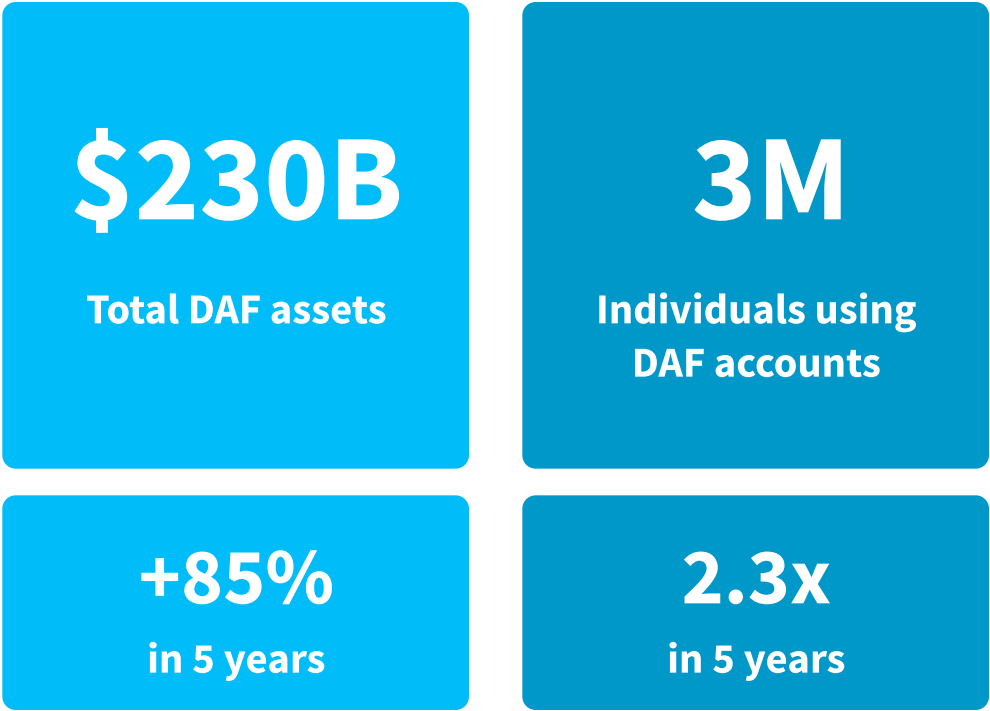 $230B
Total DAF assets
3M
Individuals using
DAF accounts
+85%
in 5 years
2.3x
in 5 years